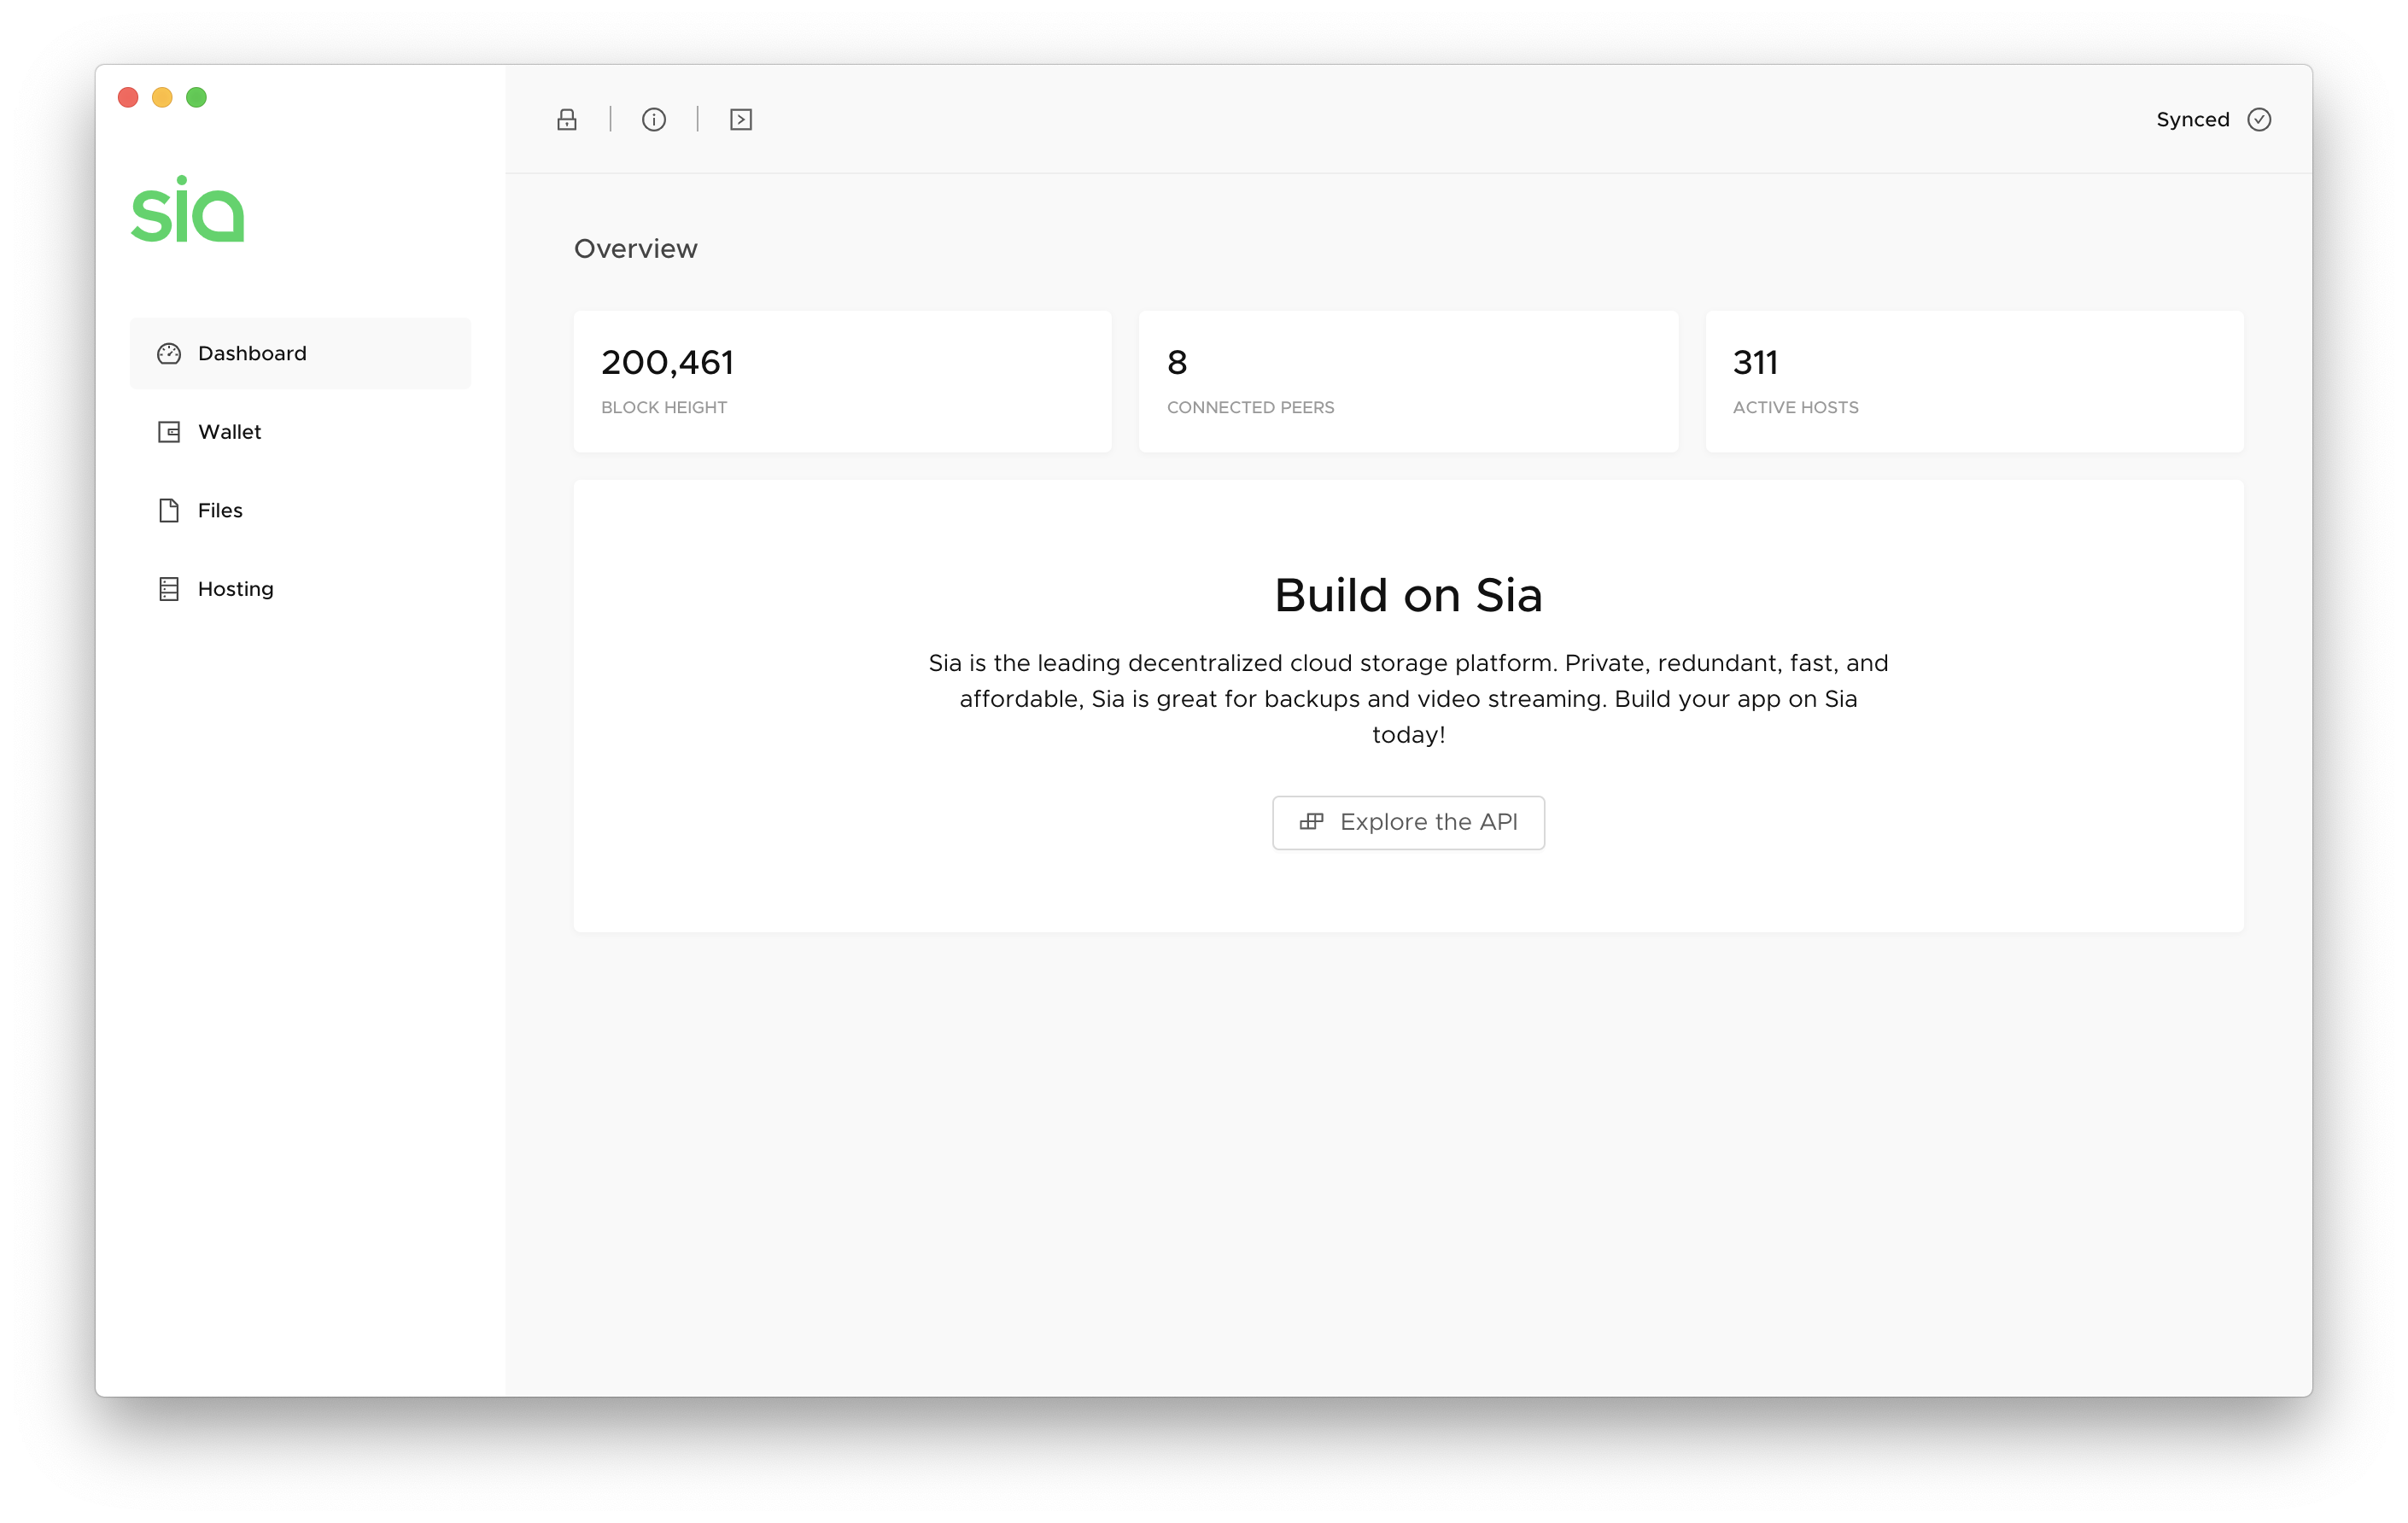 sia
Dashboard
Wallet
Files
Hosting
Synced
Overview
200,461
BLOCK HEIGHT
8
CONNECTED PEERS
311
ACTIVE HOSTS
Build on Sia
Sia is the leading decentralized cloud storage platform. Private, redundant, fast, and
affordable, Sia is great for backups and video streaming. Build your app on Sia
today!
Explore the API